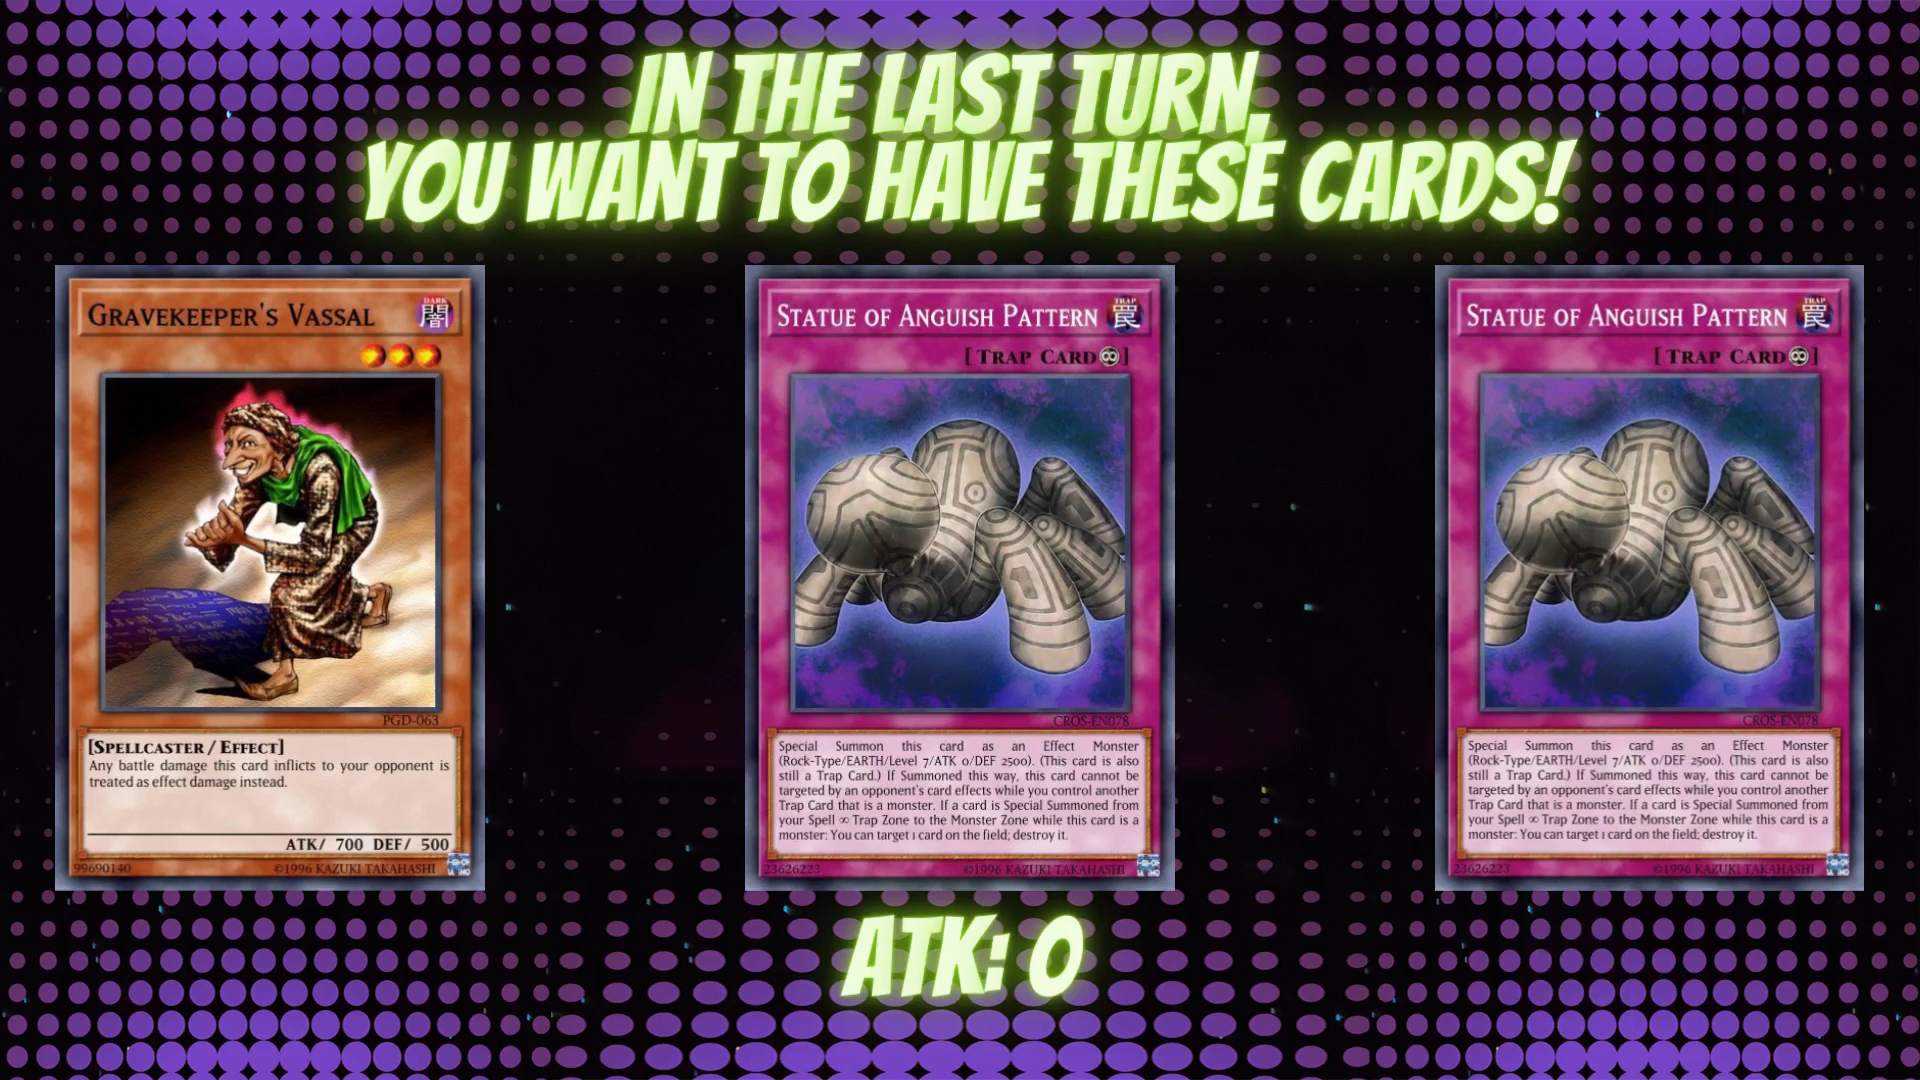 IN THE LAST TURN,
YOU WANT TO HAVE THESE CARDS!
GRAVEKEEPER'S VASSAL
DARK
闇
PGD-063
[SPELLCASTER / EFFECT]
Any battle damage this card inflicts to your opponent is
treated as effect damage instead.
ATK/ 700 DEF/ 500
99690140
©1996 KAZUKI TAKAHASHI
STATUE OF ANGUISH PATTERN
TRAP
罠
[TRAP CARD∞]
CROS-EN078
Special Summon this card as an Effect Monster
(Rock-Type/EARTH/Level 7/ATK 0/DEF 2500). (This card is also
still a Trap Card.) If Summoned this way, this card cannot be
targeted by an opponent's card effects while you control another
Trap Card that is a monster. If a card is Special Summoned from
your Spell ∞ Trap Zone to the Monster Zone while this card is a
monster: You can target 1 card on the field; destroy it.
23626223
©1996 KAZUKI TAKAHASHI
STATUE OF ANGUISH PATTERN
TRAP
罠
[TRAP CARD∞]
CROS-EN078
Special Summon this card as an Effect Monster
(Rock-Type/EARTH/Level 7/ATK 0/DEF 2500). (This card is also
still a Trap Card.) If Summoned this way, this card cannot be
targeted by an opponent's card effects while you control another
Trap Card that is a monster. If a card is Special Summoned from
your Spell ∞ Trap Zone to the Monster Zone while this card is a
monster: You can target 1 card on the field; destroy it.
23626223
©1996 KAZUKI TAKAHASHI
ATK: 0